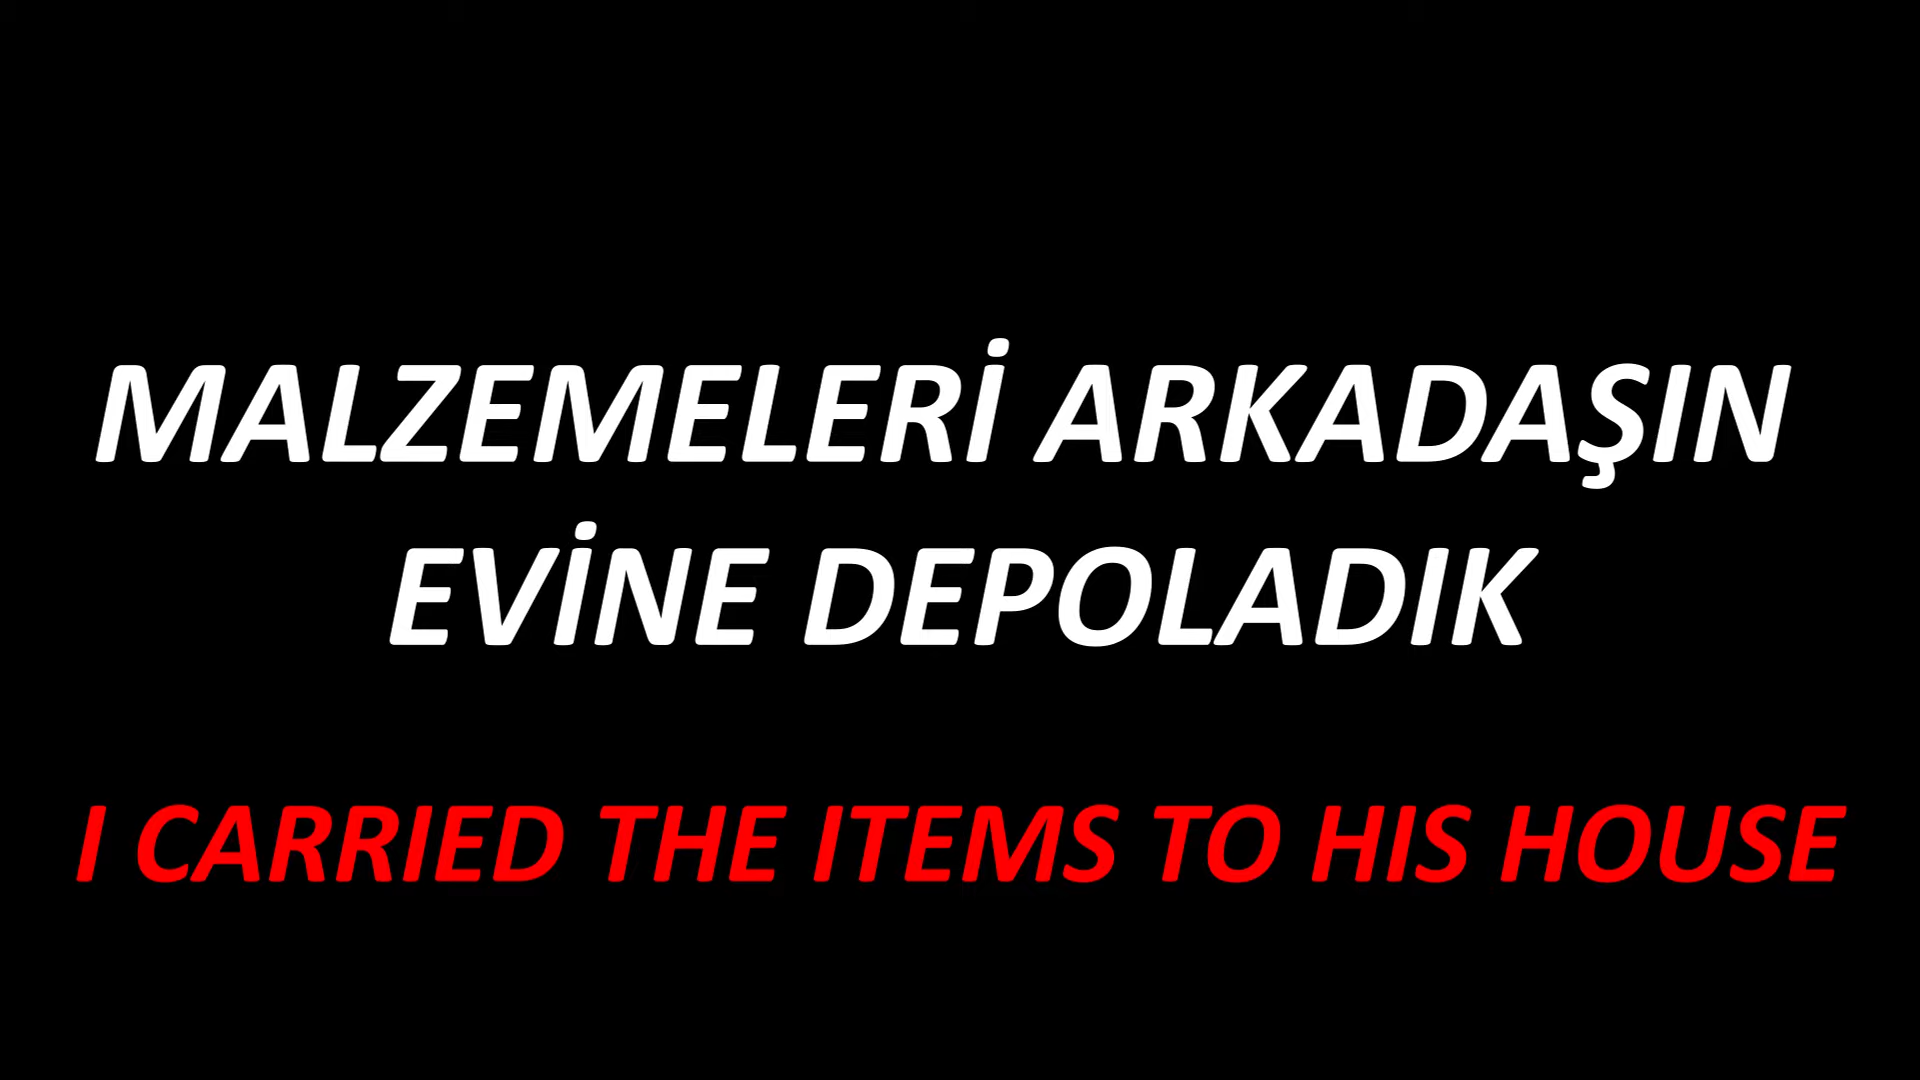 MALZEMELERİ ARKADAŞIN
EVİNE DEPOLADIK
I CARRIED THE ITEMS TO HIS HOUSE